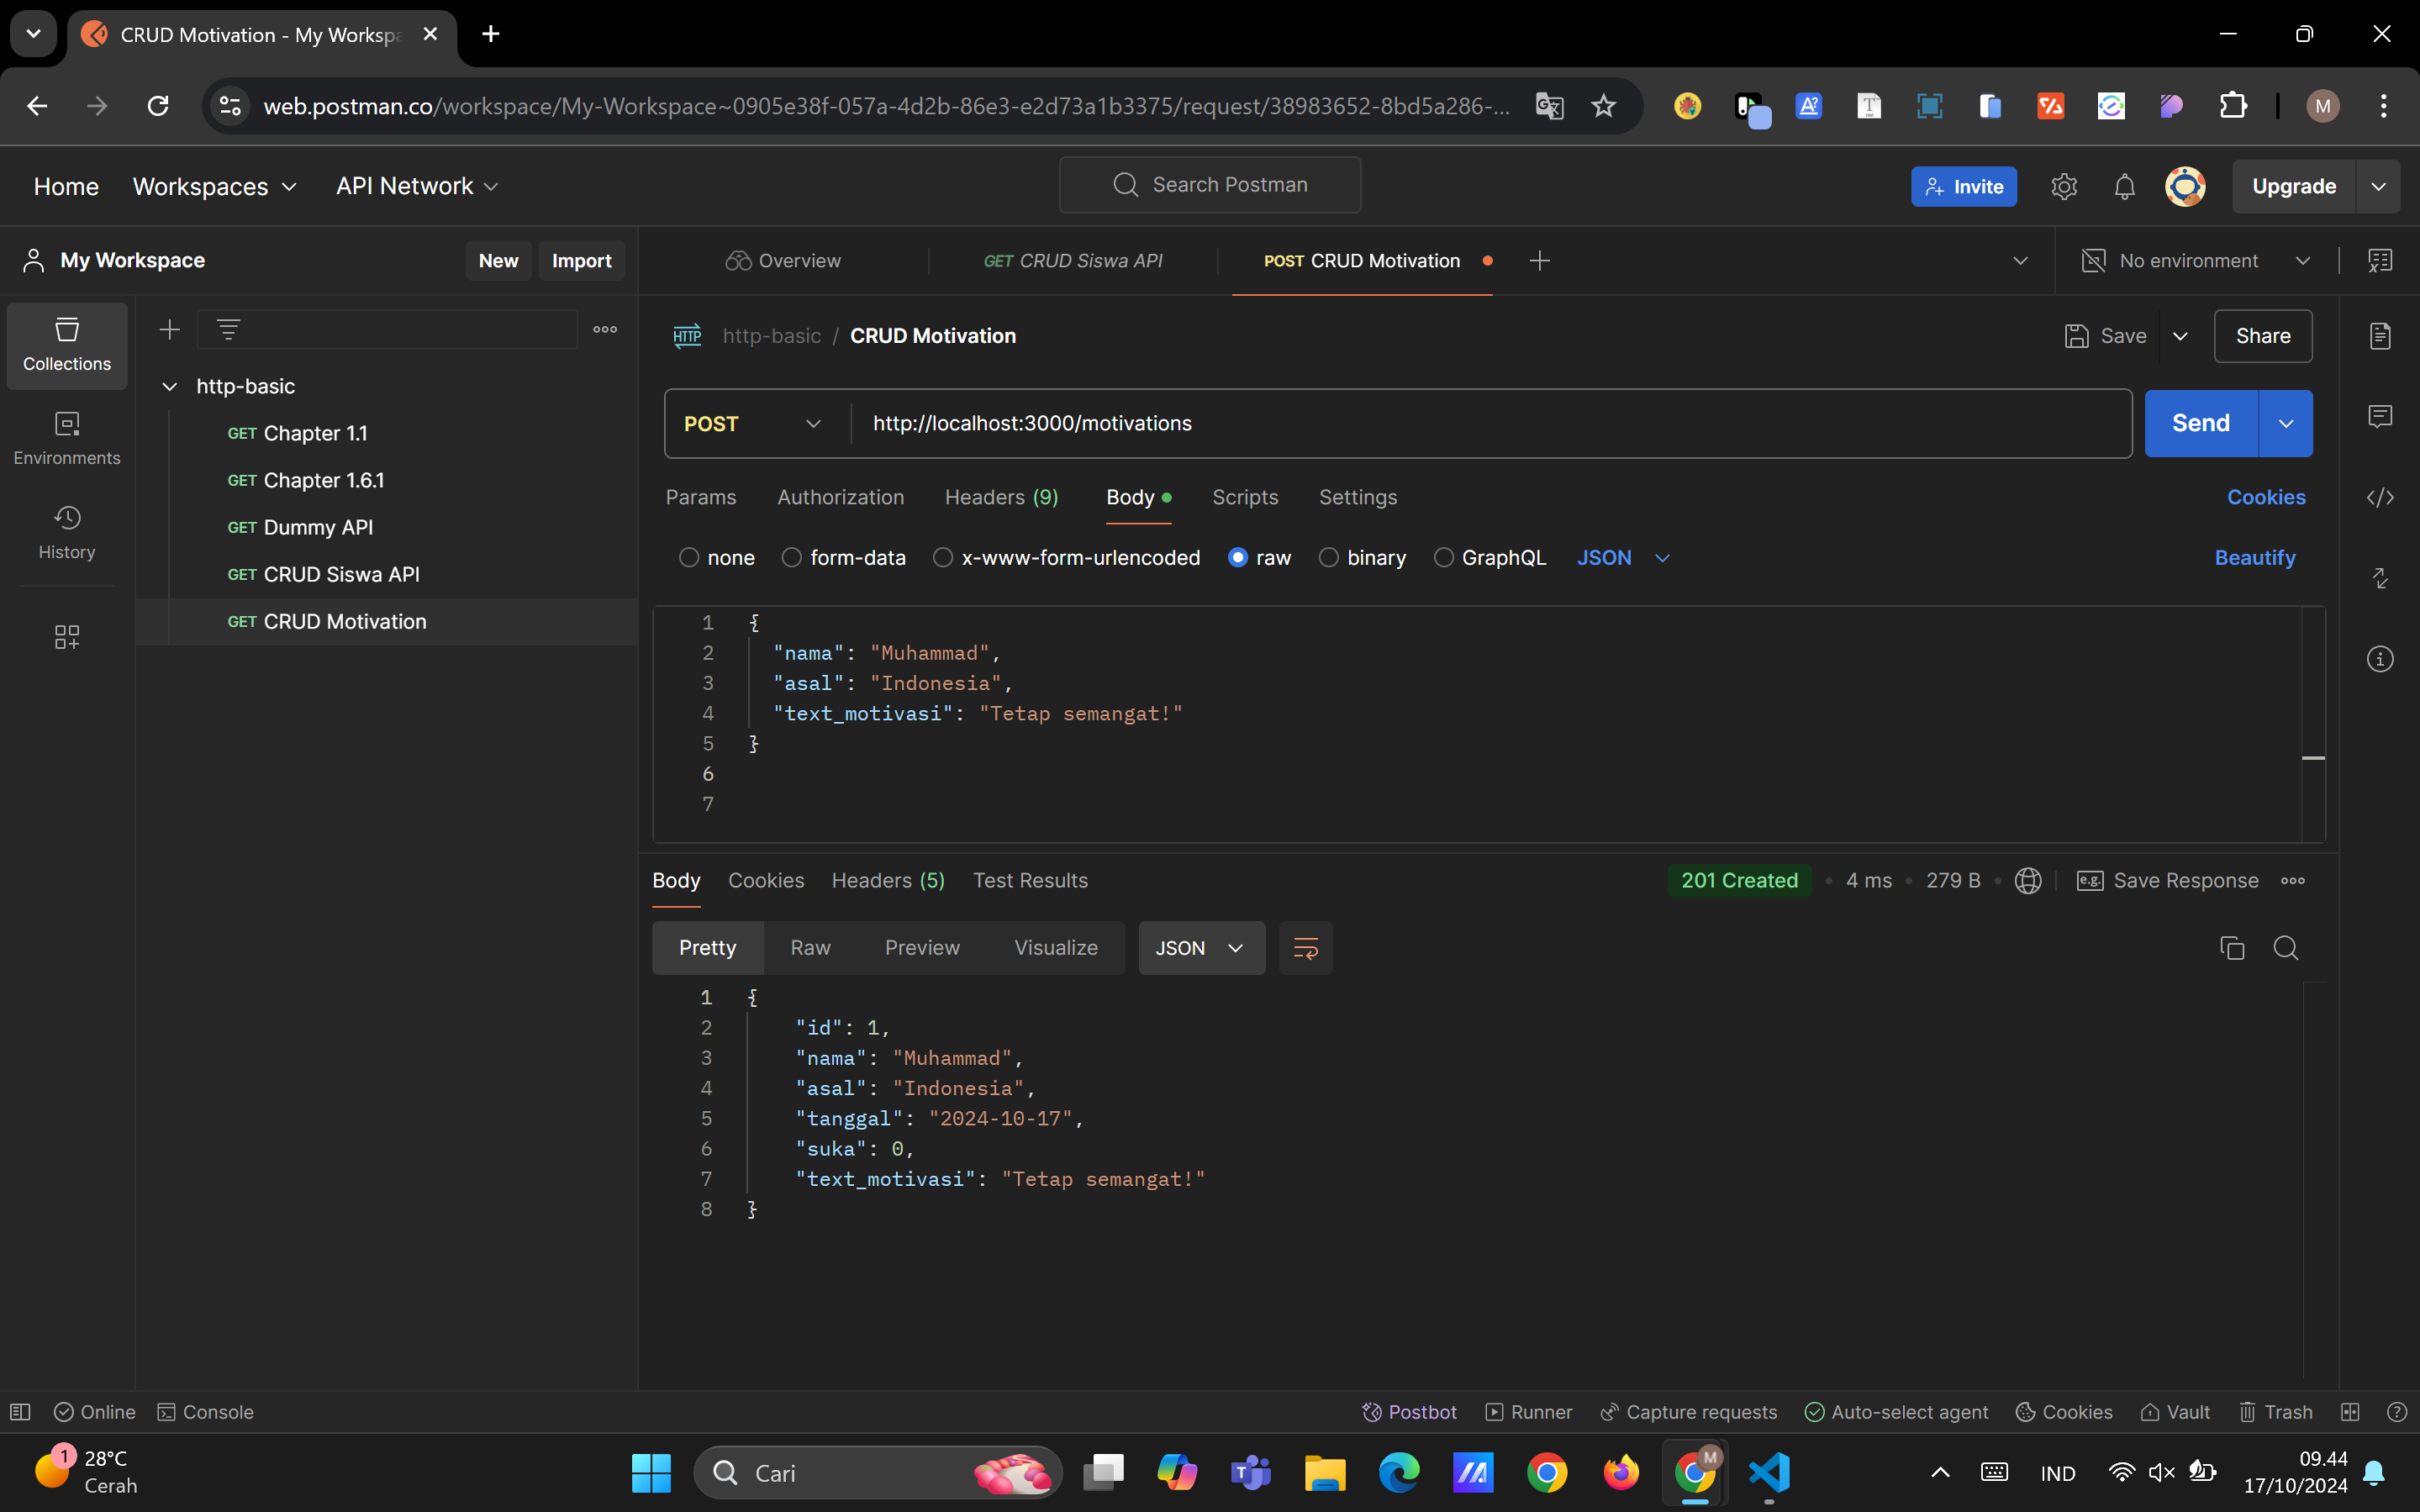 CRUD Motivation - My Workspa
web.postman.co/workspace/My-Workspace~0905e38f-057a-4d2b-86e3-e2d73a1b3375/request/38983652-8bd5a286-...
M
Home Workspaces API Network
Search Postman
Invite
Upgrade
My Workspace
New Import
Overview
GET CRUD Siswa API
POST CRUD Motivation
No environment
Collections
Environments
History
http-basic
GET Chapter 1.1
GET Chapter 1.6.1
GET Dummy API
GET CRUD Siswa API
GET CRUD Motivation
HTTP http-basic / CRUD Motivation
Save Share
POST http://localhost:3000/motivations
Send
Params Authorization Headers (9) Body Scripts Settings Cookies
none form-data x-www-form-urlencoded raw binary GraphQL JSON Beautify
1 {
2 "nama": "Muhammad",
3 "asal": "Indonesia",
4 "text_motivasi": "Tetap semangat!"
5 }
6
7
Body Cookies Headers (5) Test Results
201 Created • 4 ms • 279 B • e.g. Save Response
Pretty Raw Preview Visualize JSON
1 {
2 "id": 1,
3 "nama": "Muhammad",
4 "asal": "Indonesia",
5 "tanggal": "2024-10-17",
6 "suka": 0,
7 "text_motivasi": "Tetap semangat!"
8 }
Online Console
Postbot Runner Capture requests Auto-select agent Cookies Vault Trash
1 28°C
Cerah
Cari
M
IND
09.44
17/10/2024